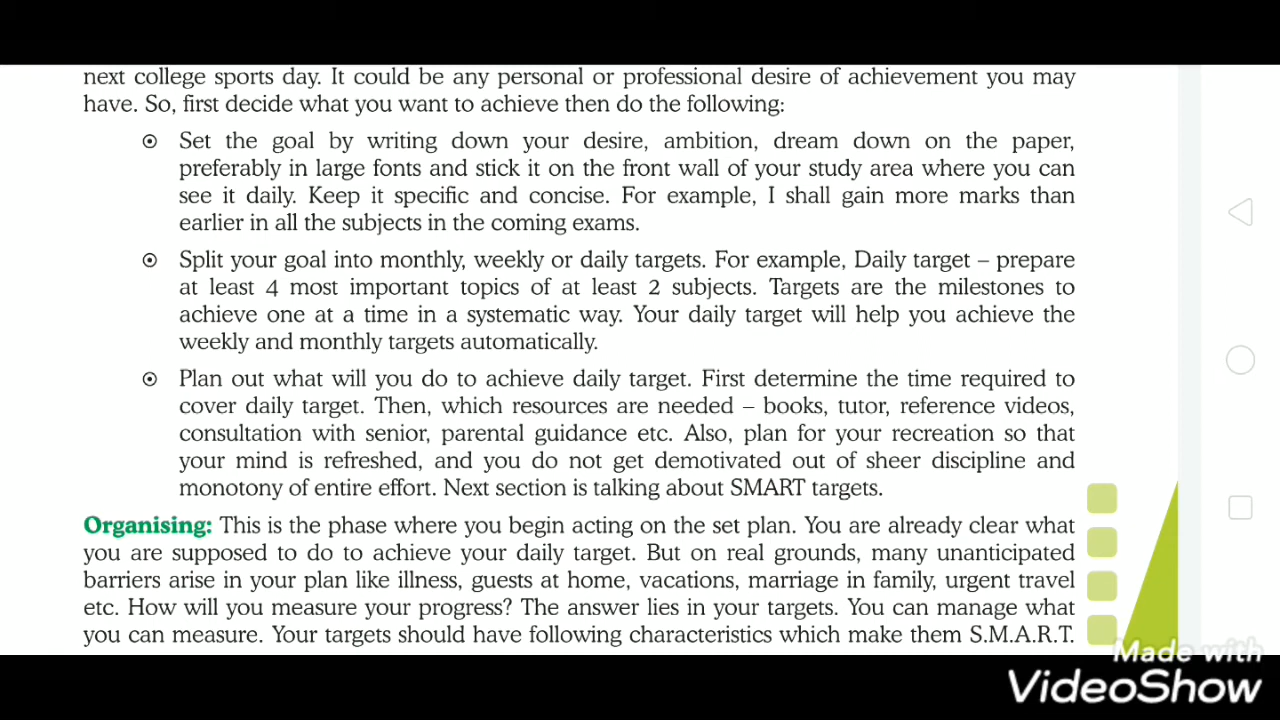 next college sports day. It could be any personal or professional desire of achievement you may
have. So, first decide what you want to achieve then do the following:
Set the goal by writing down your desire, ambition, dream down on the paper,
preferably in large fonts and stick it on the front wall of your study area where you can
see it daily. Keep it specific and concise. For example, I shall gain more marks than
earlier in all the subjects in the coming exams.
Split your goal into monthly, weekly or daily targets. For example, Daily target – prepare
at least 4 most important topics of at least 2 subjects. Targets are the milestones to
achieve one at a time in a systematic way. Your daily target will help you achieve the
weekly and monthly targets automatically.
Plan out what will you do to achieve daily target. First determine the time required to
cover daily target. Then, which resources are needed – books, tutor, reference videos,
consultation with senior, parental guidance etc. Also, plan for your recreation so that
your mind is refreshed, and you do not get demotivated out of sheer discipline and
monotony of entire effort. Next section is talking about SMART targets.
Organising: This is the phase where you begin acting on the set plan. You are already clear what
you are supposed to do to achieve your daily target. But on real grounds, many unanticipated
barriers arise in your plan like illness, guests at home, vacations, marriage in family, urgent travel
etc. How will you measure your progress? The answer lies in your targets. You can manage what
you can measure. Your targets should have following characteristics which make them S.M.A.R.T.
Made with
VideoShow